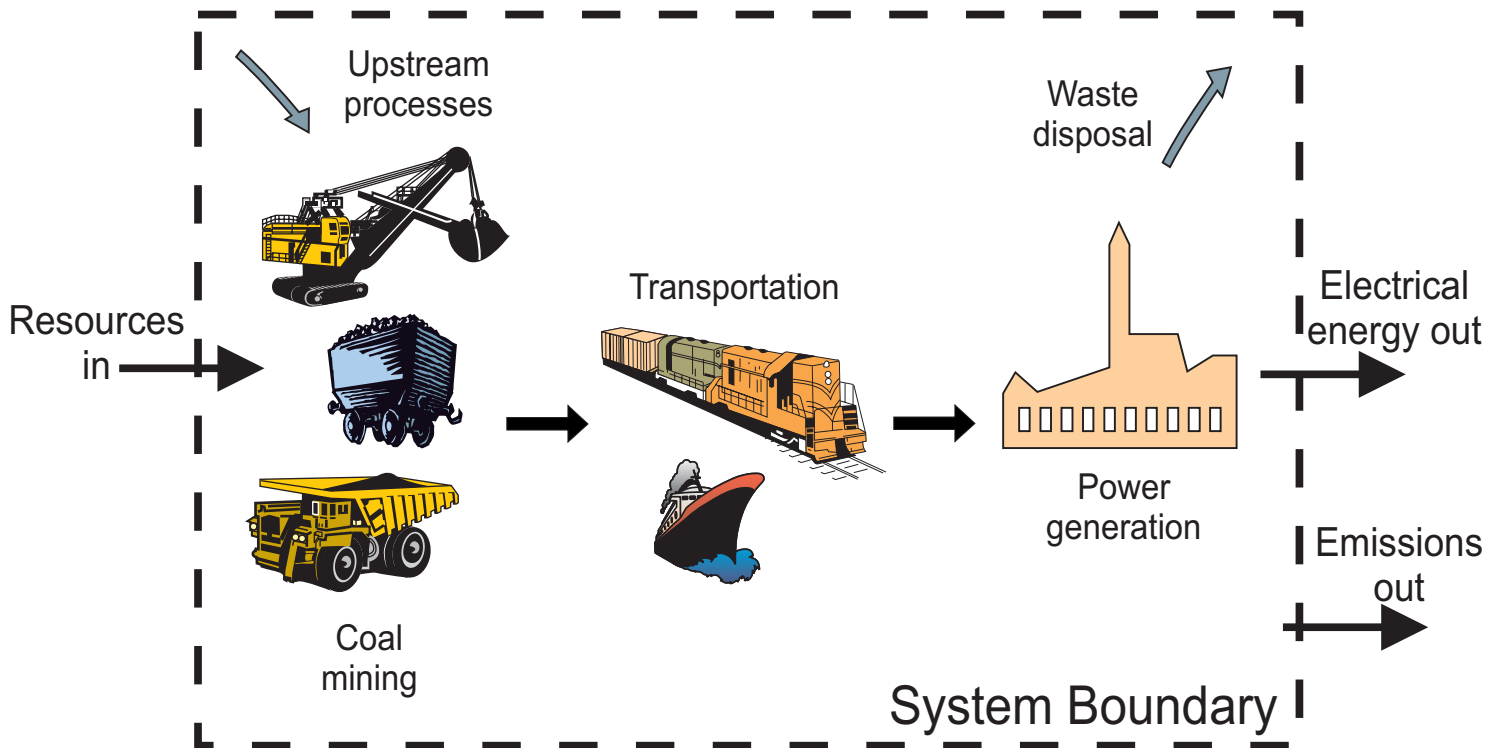 Upstream
processes
Waste
disposal
Resources
in
Transportation
Electrical
energy out
Power
generation
Emissions
out
Coal
mining
System Boundary